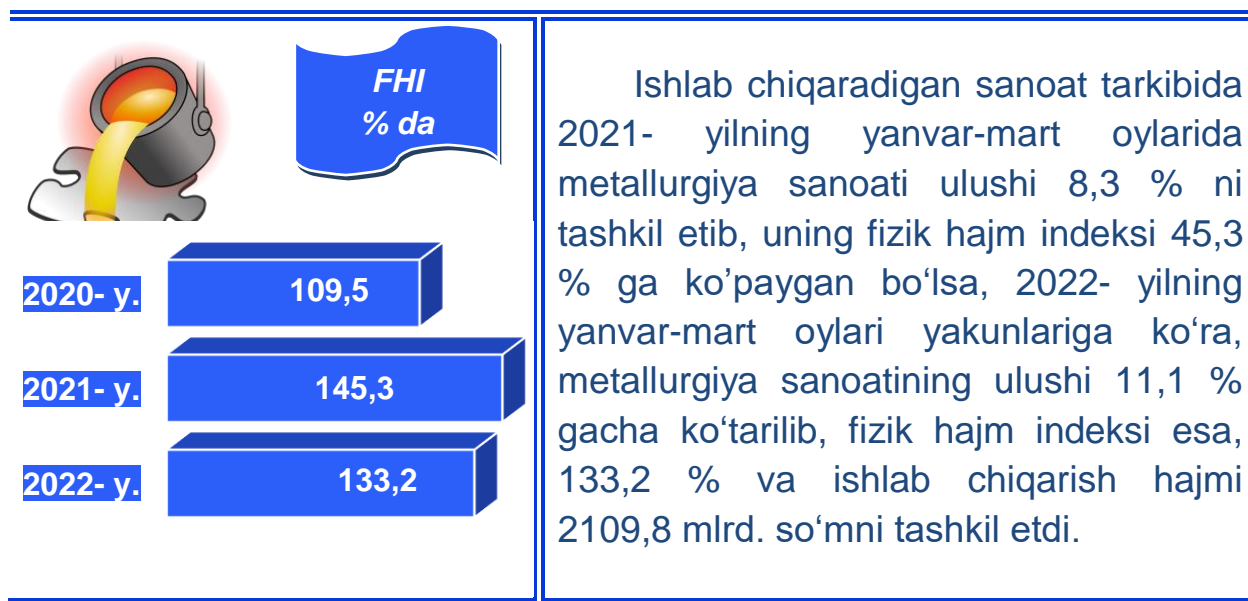 FHI
% da
2020- y.
109,5
2021- y.
145,3
2022- y.
133,2
Ishlab chiqaradigan sanoat tarkibida
2021- yilning yanvar-mart oylarida
metallurgiya sanoati ulushi 8,3 % ni
tashkil etib, uning fizik hajm indeksi 45,3
% ga ko’paygan bo‘lsa, 2022- yilning
yanvar-mart oylari yakunlariga ko‘ra,
metallurgiya sanoatining ulushi 11,1 %
gacha ko‘tarilib, fizik hajm indeksi esa,
133,2 % va ishlab chiqarish hajmi
2109,8 mlrd. so‘mni tashkil etdi.